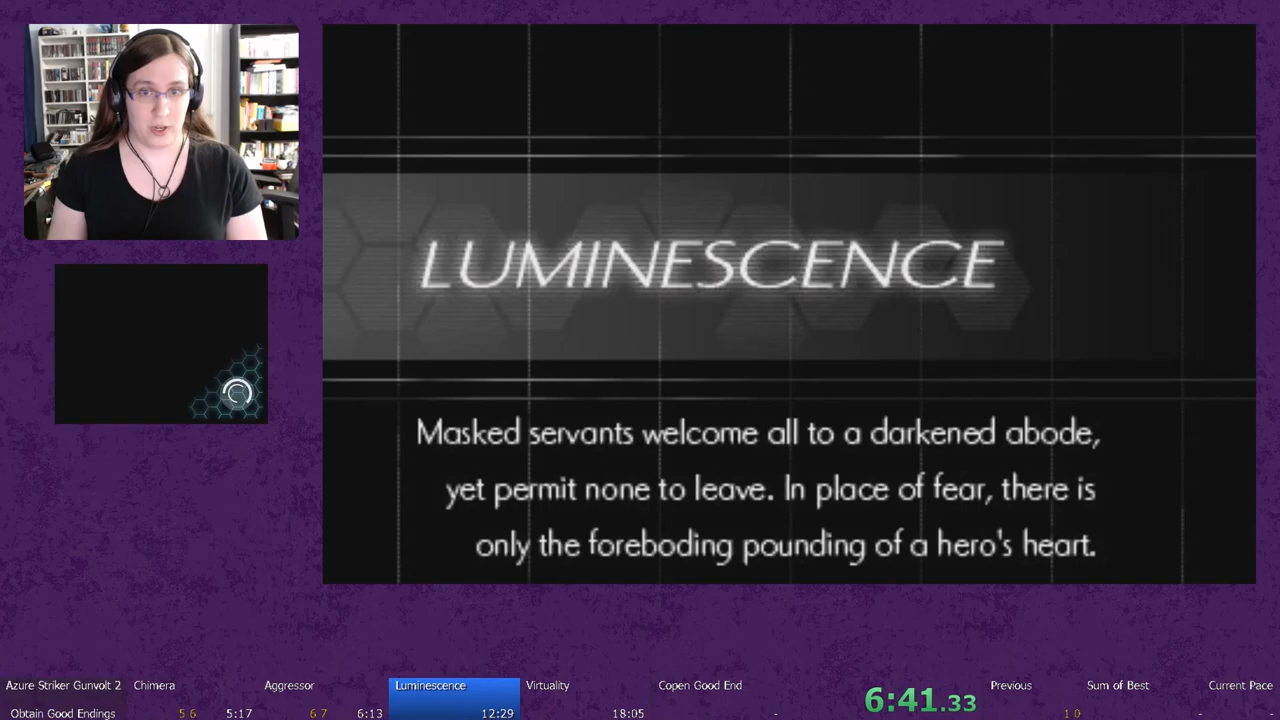 LUMINESCENCE
Masked servants welcome all to a darkened abode,
yet permit none to leave. In place of fear, there is
only the foreboding pounding of a hero's heart.
Azure Striker Gunvolt 2 Chimera Aggressor Luminescence Virtuality Copen Good End Previous Sum of Best Current Pace
6:41.33
Obtain Good Endings 56 5:17 67 6:13 12:29 18:05 - 10 - -